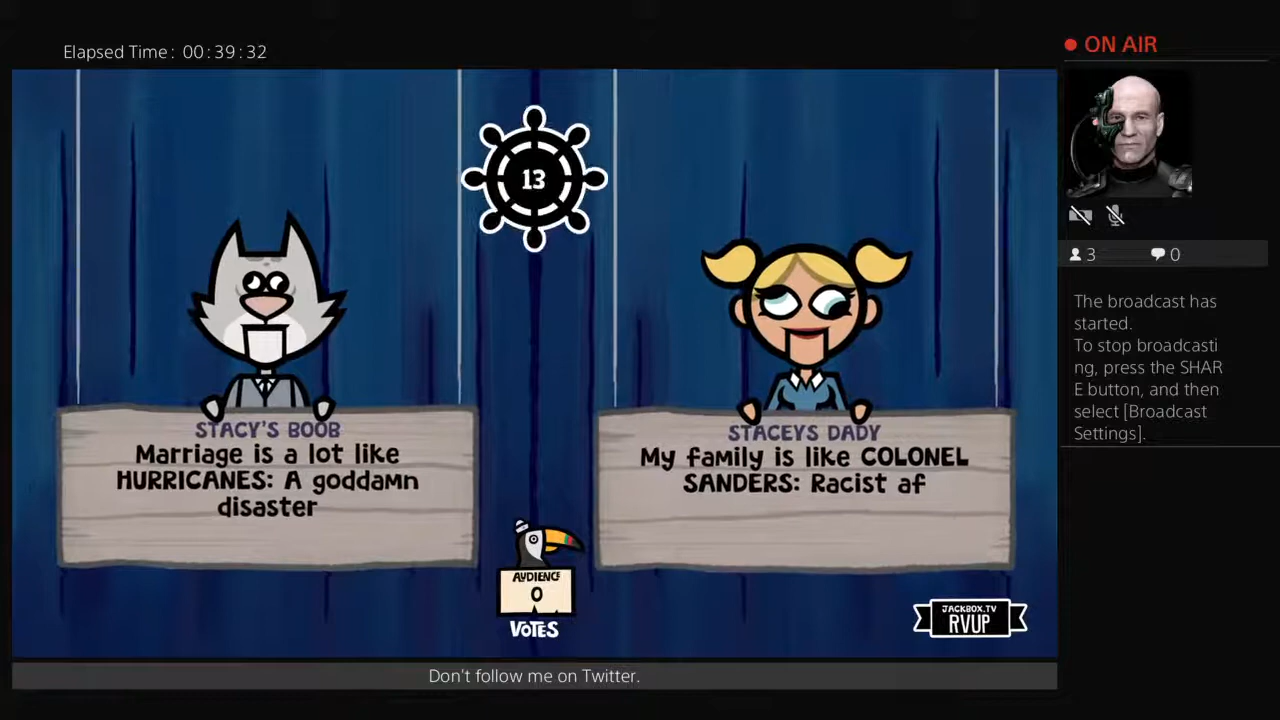 Elapsed Time: 00:39:32
ON AIR
13
3
0
The broadcast has
started.
To stop broadcasti
ng, press the SHAR
E button, and then
select [Broadcast
Settings].
STACY'S BOOB
Marriage is a lot like
HURRICANES: A goddamn
disaster
STACEYS DADY
My family is like COLONEL
SANDERS: Racist af
AUDIENCE
0
VOTES
JACKBOX.TV
RVUP
Don't follow me on Twitter.